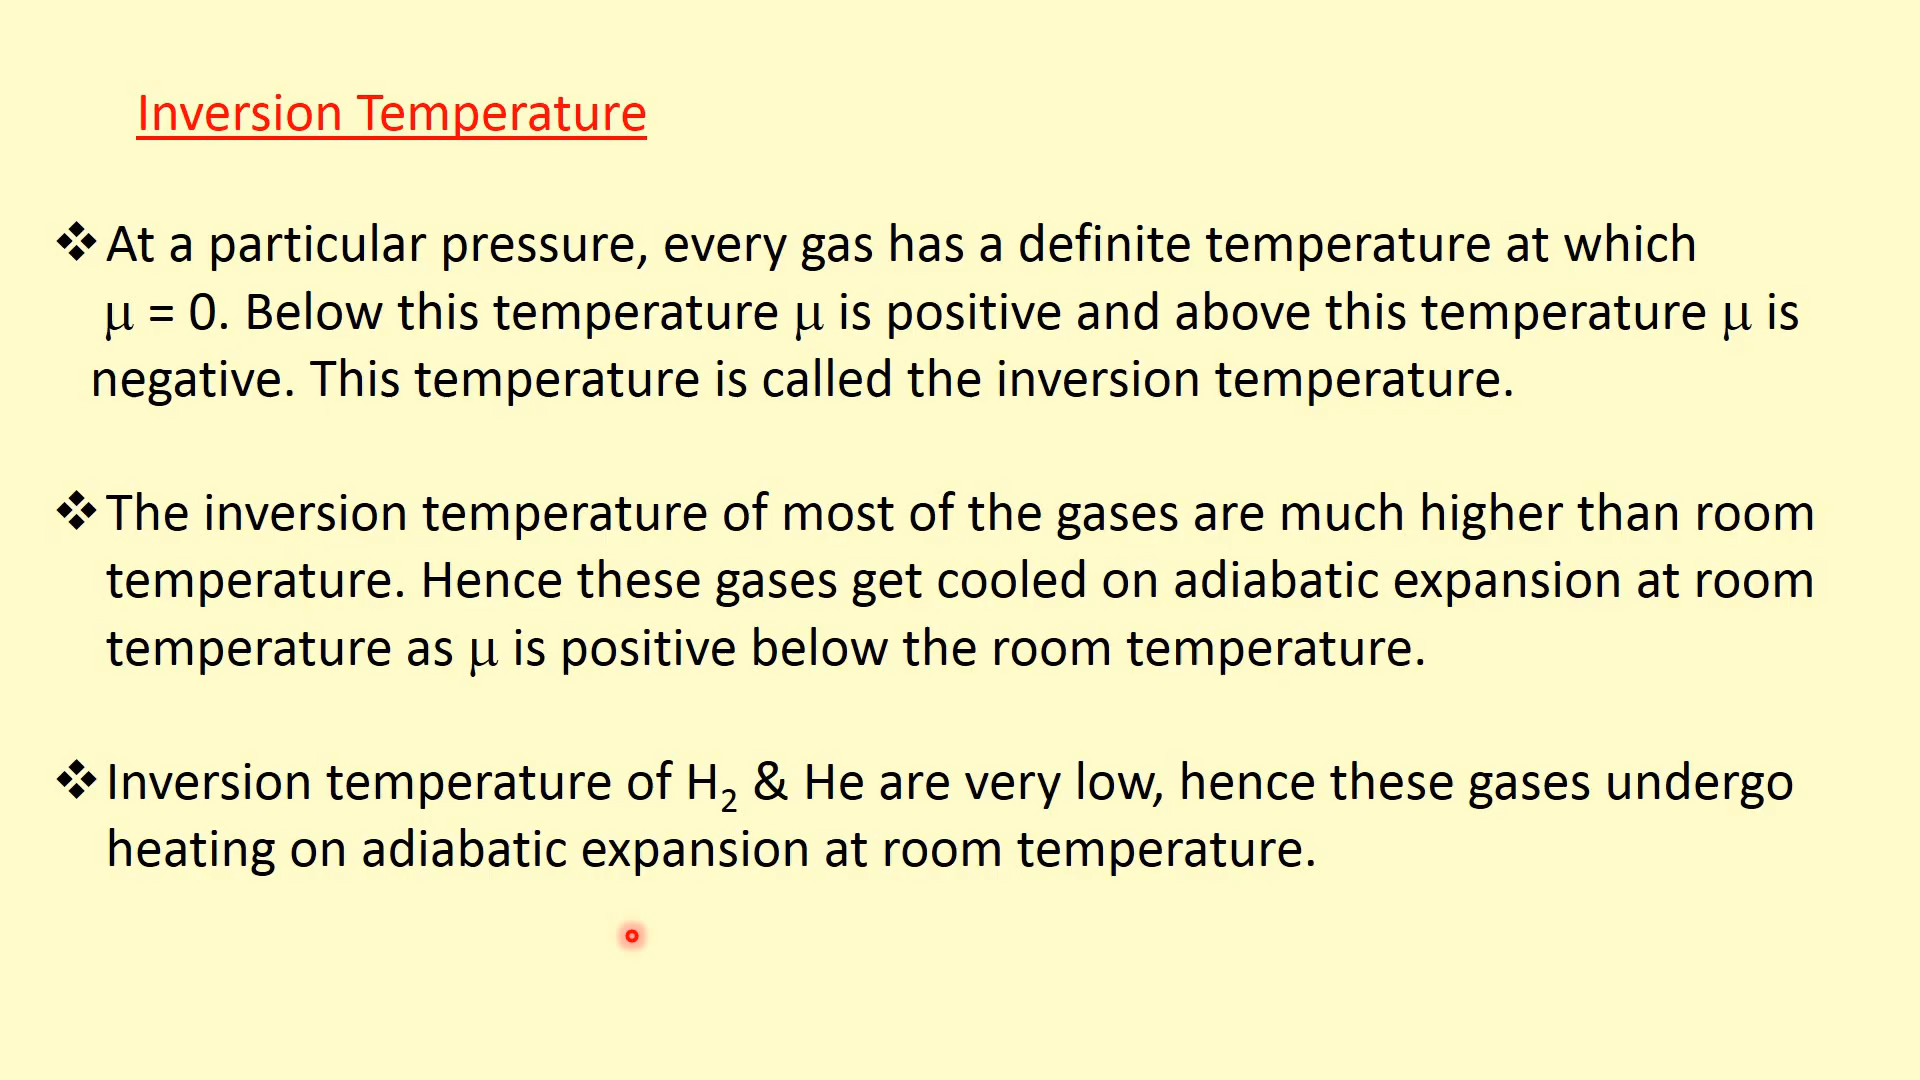 Inversion Temperature
❖At a particular pressure, every gas has a definite temperature at which
μ = 0. Below this temperature μ is positive and above this temperature μ is
negative. This temperature is called the inversion temperature.
❖The inversion temperature of most of the gases are much higher than room
temperature. Hence these gases get cooled on adiabatic expansion at room
temperature as μ is positive below the room temperature.
❖Inversion temperature of H₂ & He are very low, hence these gases undergo
heating on adiabatic expansion at room temperature.